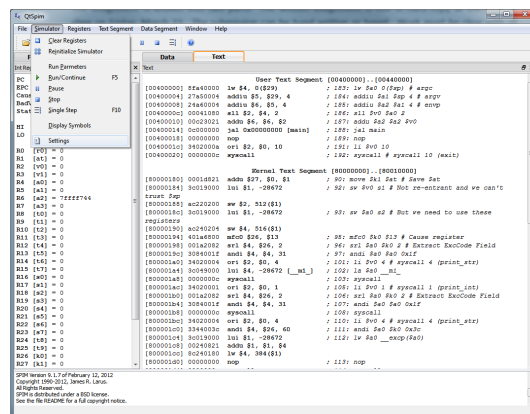 QtSpim
File Simulator Registers Text Segment Data Segment Window Help
Clear Registers
Reinitialize Simulator
Run Parameters
Run/Continue F5
Pause
Stop
Single Step F10
Display Symbols
Settings
Data Text
Int Reg
Text
PC
EPC
Cause
BadV
Stat
HI
LO
R0 [r0] = 0
R1 [at] = 0
R2 [v0] = 0
R3 [v1] = 0
R4 [a0] = 0
R5 [a1] = 0
R6 [a2] = 7ffff744
R7 [a3] = 0
R8 [t0] = 0
R9 [t1] = 0
R10 [t2] = 0
R11 [t3] = 0
R12 [t4] = 0
R13 [t5] = 0
R14 [t6] = 0
R15 [t7] = 0
R16 [s0] = 0
R17 [s1] = 0
R18 [s2] = 0
R19 [s3] = 0
R20 [s4] = 0
R21 [s5] = 0
R22 [s6] = 0
R23 [s7] = 0
R24 [t8] = 0
R25 [t9] = 0
R26 [k0] = 0
R27 [k1] = 0
User Text Segment [00400000]..[00440000]
[00400000] 8fa40000 lw $4, 0($29) ; 183: lw $a0 0($sp) # argc
[00400004] 27a50004 addiu $5, $29, 4 ; 184: addiu $a1 $sp 4 # argv
[00400008] 24a60004 addiu $6, $5, 4 ; 185: addiu $a2 $a1 4 # envp
[0040000c] 00041080 sll $2, $4, 2 ; 186: sll $v0 $a0 2
[00400010] 00c23021 addu $6, $6, $2 ; 187: addu $a2 $a2 $v0
[00400014] 0c000000 jal 0x00000000 [main] ; 188: jal main
[00400018] 00000000 nop ; 189: nop
[0040001c] 3402000a ori $2, $0, 10 ; 191: li $v0 10
[00400020] 0000000c syscall ; 192: syscall # syscall 10 (exit)
Kernel Text Segment [80000000]..[80010000]
[80000180] 0001d821 addu $27, $0, $1 ; 90: move $k1 $at # Save $at
[80000184] 3c019000 lui $1, -28672 ; 92: sw $v0 s1 # Not re-entrant and we can't
trust $sp
[80000188] ac220200 sw $2, 512($1)
[8000018c] 3c019000 lui $1, -28672 ; 93: sw $a0 s2 # But we need to use these
registers
[80000190] ac240204 sw $4, 516($1)
[80000194] 401a6800 mfc0 $26, $13 ; 95: mfc0 $k0 $13 # Cause register
[80000198] 001a2082 srl $4, $26, 2 ; 96: srl $a0 $k0 2 # Extract ExcCode Field
[8000019c] 3084001f andi $4, $4, 31 ; 97: andi $a0 $a0 0x1f
[800001a0] 34020004 ori $2, $0, 4 ; 101: li $v0 4 # syscall 4 (print_str)
[800001a4] 3c049000 lui $4, -28672 [__m1_] ; 102: la $a0 __m1_
[800001a8] 0000000c syscall ; 103: syscall
[800001ac] 34020001 ori $2, $0, 1 ; 105: li $v0 1 # syscall 1 (print_int)
[800001b0] 001a2082 srl $4, $26, 2 ; 106: srl $a0 $k0 2 # Extract ExcCode Field
[800001b4] 3084001f andi $4, $4, 31 ; 107: andi $a0 $a0 0x1f
[800001b8] 0000000c syscall ; 108: syscall
[800001bc] 34020004 ori $2, $0, 4 ; 110: li $v0 4 # syscall 4 (print_str)
[800001c0] 3344003c andi $4, $26, 60 ; 111: andi $a0 $k0 0x3c
[800001c4] 3c019000 lui $1, -28672 ; 112: lw $a0 __excp($a0)
[800001c8] 00240821 addu $1, $1, $4
[800001cc] 8c240180 lw $4, 384($1)
[800001d0] 00000000 nop ; 113: nop
SPIM Version 9.1.7 of February 12, 2012
Copyright 1990-2012, James R. Larus.
All Rights Reserved.
SPIM is distributed under a BSD license.
See the file README for a full copyright notice.